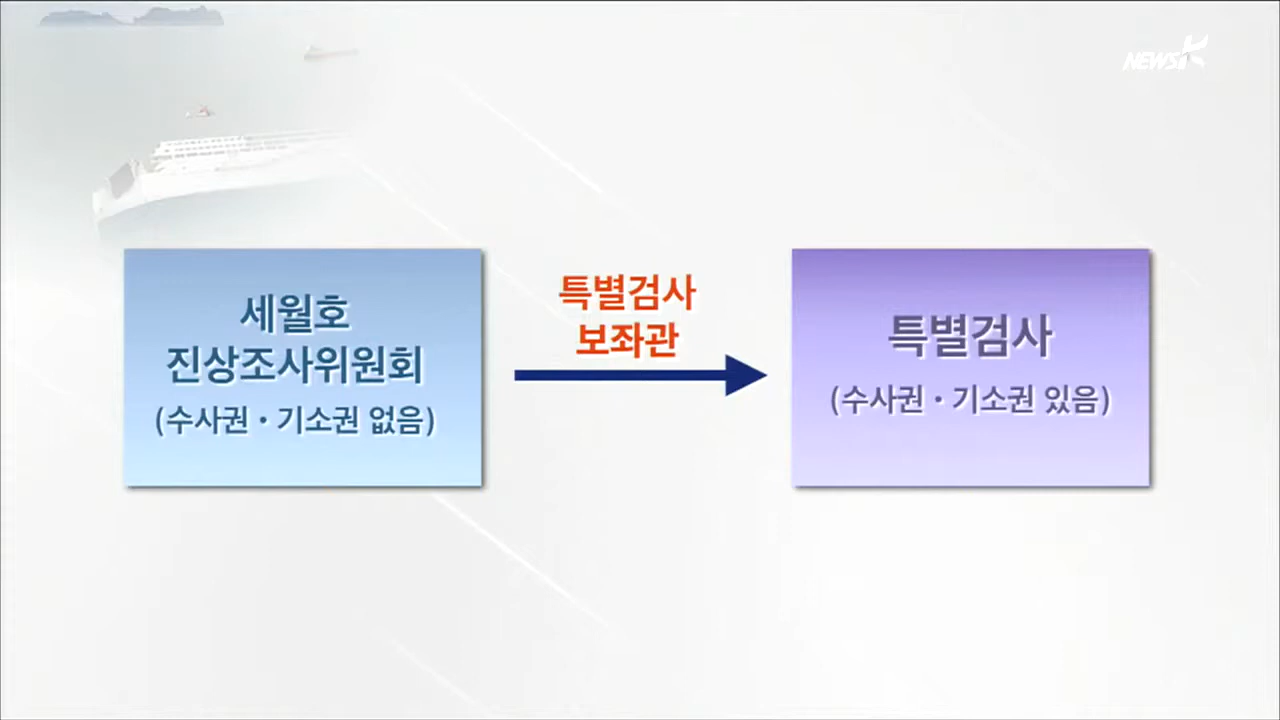 NEWSK
세월호
진상조사위원회
(수사권·기소권 없음)
특별검사
보좌관
특별검사
(수사권·기소권 있음)